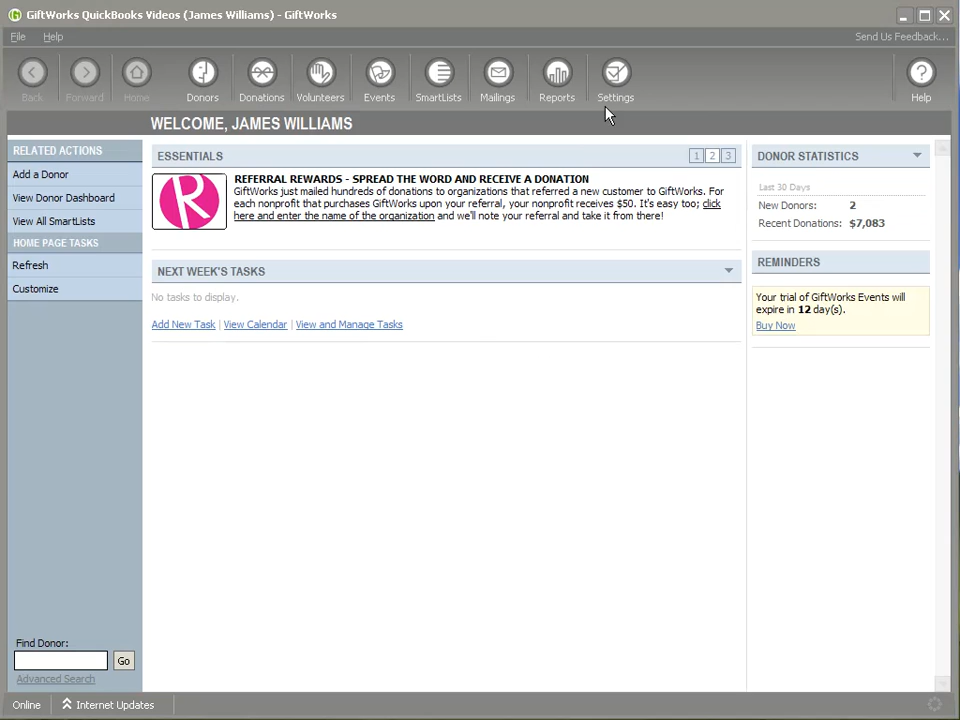 GiftWorks QuickBooks Videos (James Williams) - GiftWorks
File Help Send Us Feedback...
Back Forward Home Donors Donations Volunteers Events SmartLists Mailings Reports Settings Help
WELCOME, JAMES WILLIAMS
RELATED ACTIONS
Add a Donor
View Donor Dashboard
View All SmartLists
HOME PAGE TASKS
Refresh
Customize
Find Donor:
Go
Advanced Search
ESSENTIALS 1 2 3
R
REFERRAL REWARDS - SPREAD THE WORD AND RECEIVE A DONATION
GiftWorks just mailed hundreds of donations to organizations that referred a new customer to GiftWorks. For
each nonprofit that purchases GiftWorks upon your referral, your nonprofit receives $50. It's easy too; click
here and enter the name of the organization and we'll note your referral and take it from there!
NEXT WEEK'S TASKS
No tasks to display.
Add New Task | View Calendar | View and Manage Tasks
DONOR STATISTICS
Last 30 Days
New Donors: 2
Recent Donations: $7,083
REMINDERS
Your trial of GiftWorks Events will
expire in 12 day(s).
Buy Now
Online Internet Updates